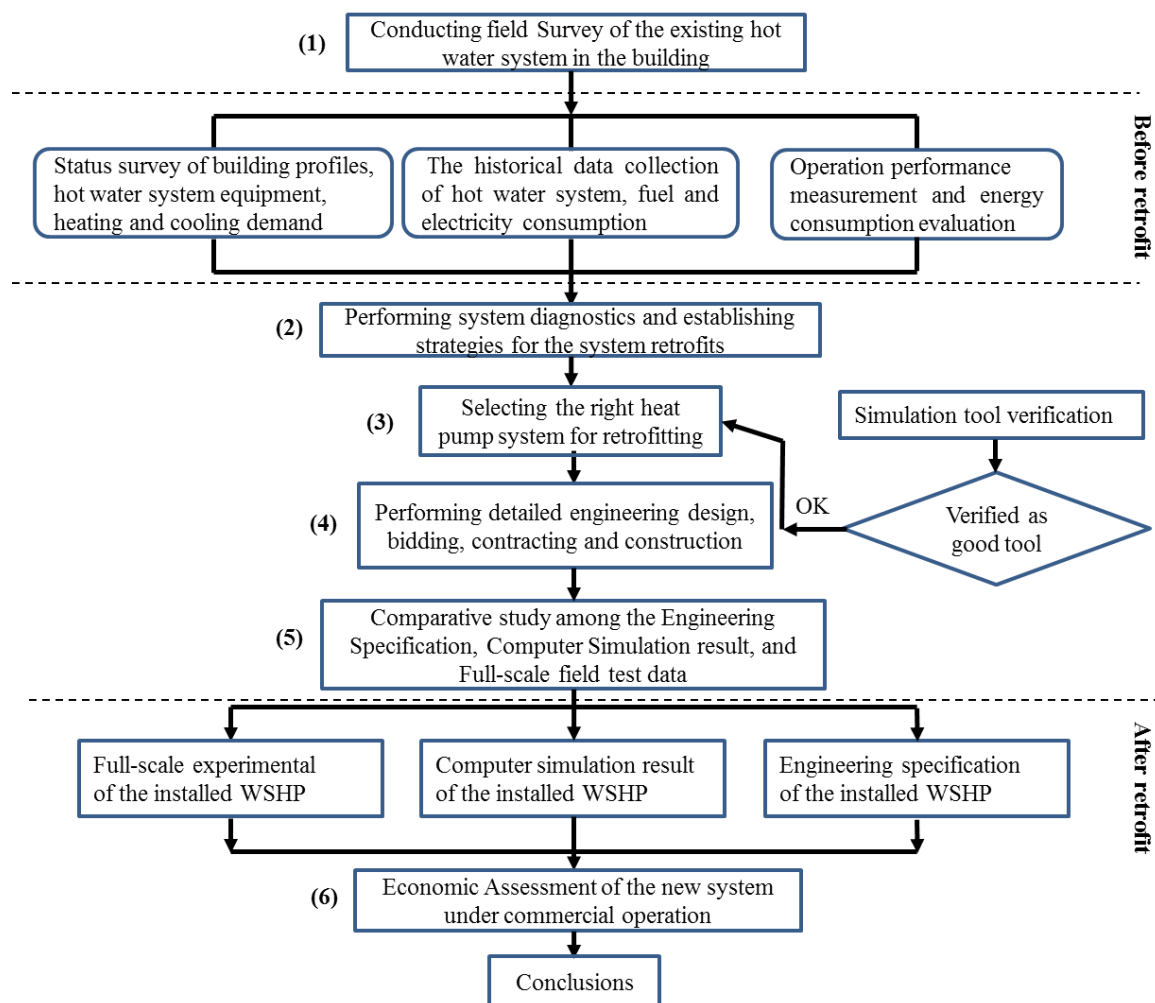 (1)
Conducting field Survey of the existing hot
water system in the building
Before retrofit
Status survey of building profiles,
hot water system equipment,
heating and cooling demand
The historical data collection
of hot water system, fuel and
electricity consumption
Operation performance
measurement and energy
consumption evaluation
(2)
Performing system diagnostics and establishing
strategies for the system retrofits
(3)
Selecting the right heat
pump system for retrofitting
Simulation tool verification
Verified as
good tool
OK
(4)
Performing detailed engineering design,
bidding, contracting and construction
(5)
Comparative study among the Engineering
Specification, Computer Simulation result, and
Full-scale field test data
After retrofit
Full-scale experimental
of the installed WSHP
Computer simulation result
of the installed WSHP
Engineering specification
of the installed WSHP
(6)
Economic Assessment of the new system
under commercial operation
Conclusions